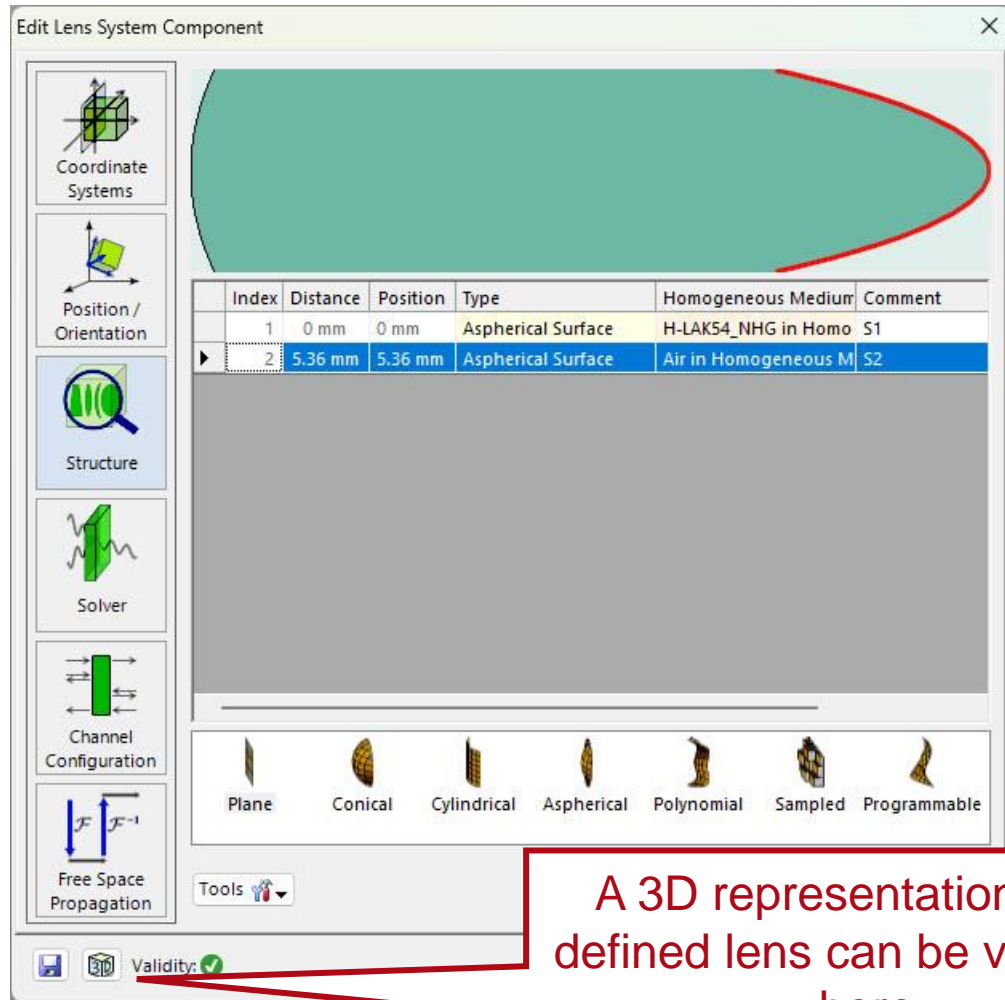 Edit Lens System Component
Coordinate
Systems
Position /
Orientation
Structure
Solver
Channel
Configuration
ℱ ℱ⁻¹
Free Space
Propagation
Index Distance Position Type Homogeneous Medium Comment
1 0 mm 0 mm Aspherical Surface H-LAK54_NHG in Homo S1
2 5.36 mm 5.36 mm Aspherical Surface Air in Homogeneous M S2
Plane Conical Cylindrical Aspherical Polynomial Sampled Programmable
Tools
3D Validity:
A 3D representation
defined lens can be v